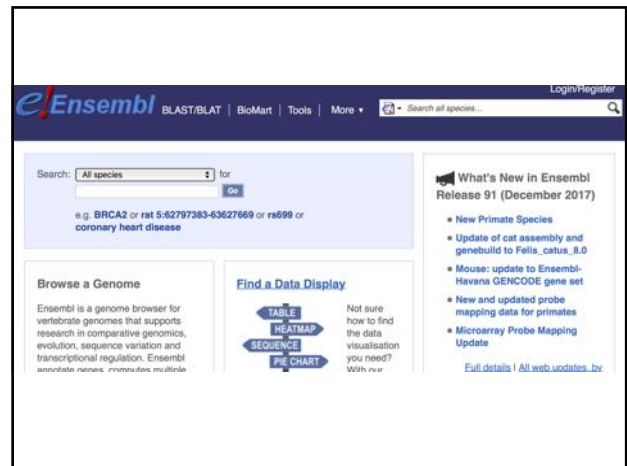 Login/Register
e!Ensembl BLAST/BLAT | BioMart | Tools | More ▾ Search all species...
Search: All species for
Go
e.g. BRCA2 or rat 5:62797383-63627669 or rs699 or
coronary heart disease
What's New in Ensembl
Release 91 (December 2017)
New Primate Species
Update of cat assembly and
genebuild to Felis_catus_8.0
Mouse: update to Ensembl-
Havana GENCODE gene set
New and updated probe
mapping data for primates
Microarray Probe Mapping
Update
Full details | All web updates, by
Browse a Genome
Ensembl is a genome browser for
vertebrate genomes that supports
research in comparative genomics,
evolution, sequence variation and
transcriptional regulation. Ensembl
annotate genes, computes multiple
Find a Data Display
TABLE
HEATMAP
SEQUENCE
PIE CHART
Not sure
how to find
the data
visualisation
you need?
With our